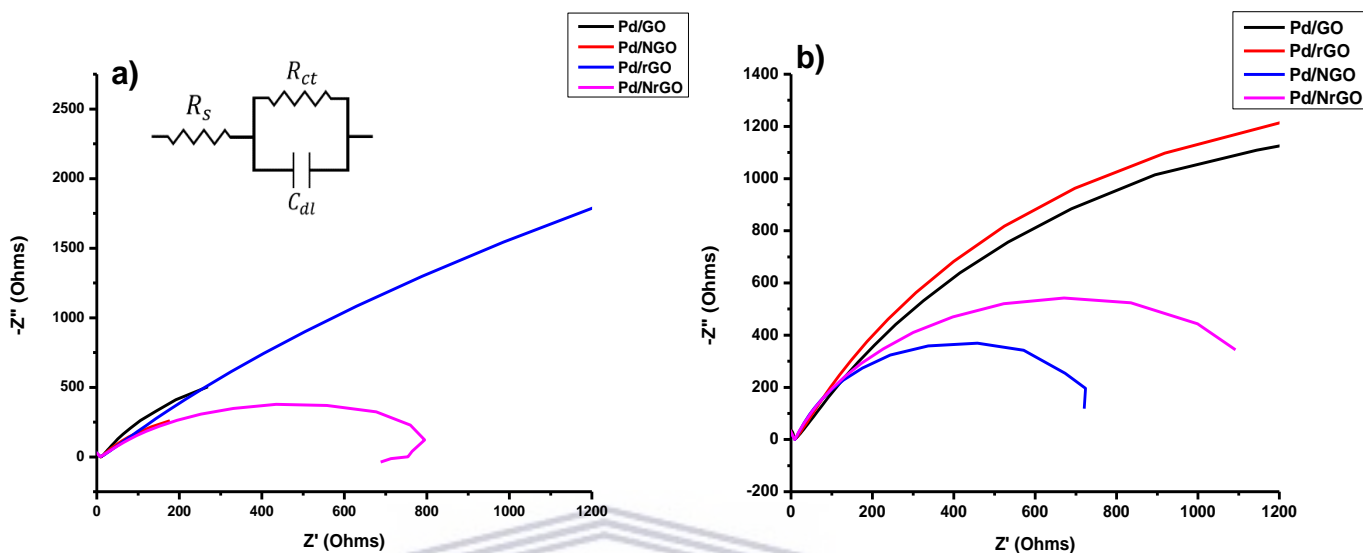 a)
Pd/GO
Pd/NGO
Pd/rGO
Pd/NrGO
R_s
R_ct
C_dl
2500
2000
1500
1000
500
0
-Z" (Ohms)
0 200 400 600 800 1000 1200
Z' (Ohms)
b)
Pd/GO
Pd/rGO
Pd/NGO
Pd/NrGO
1400
1200
1000
800
600
400
200
0
-200
-Z" (Ohms)
0 200 400 600 800 1000 1200
Z' (Ohms)